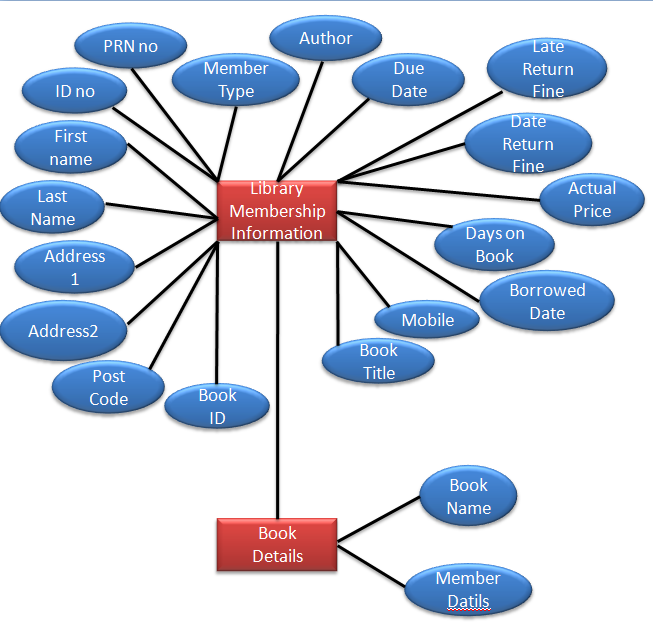 PRN no
Author
Member
Type
Due
Date
Late
Return
Fine
ID no
First
name
Date
Return
Fine
Last
Name
Library
Membership
Information
Actual
Price
Address
1
Days on
Book
Borrowed
Date
Address2
Mobile
Post
Code
Book
ID
Book
Title
Book
Name
Book
Details
Member
Datils